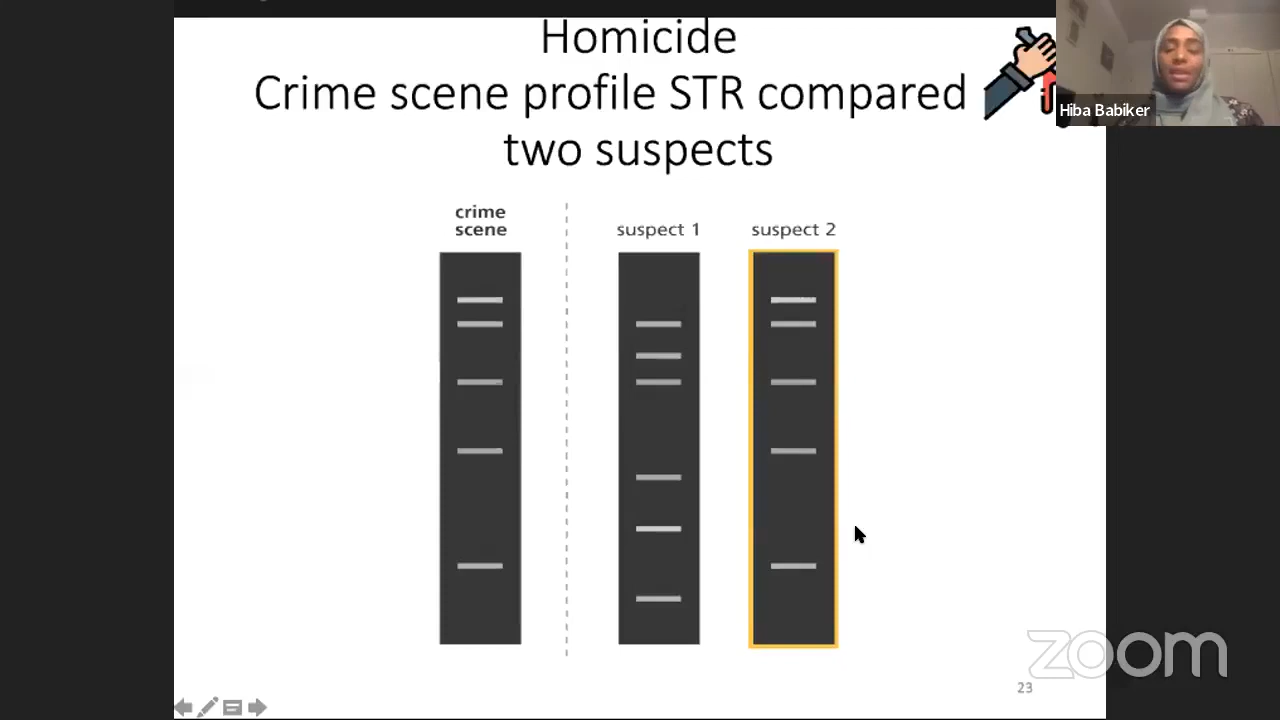 Homicide
Crime scene profile STR compared
two suspects
Hiba Babiker
crime
scene
suspect 1
suspect 2
zoom
23